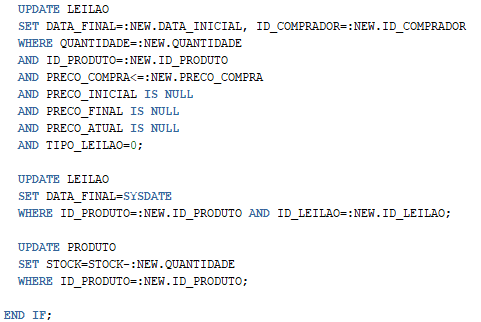 UPDATE LEILAO
SET DATA_FINAL=:NEW.DATA_INICIAL, ID_COMPRADOR=:NEW.ID_COMPRADOR
WHERE QUANTIDADE=:NEW.QUANTIDADE
AND ID_PRODUTO=:NEW.ID_PRODUTO
AND PRECO_COMPRA<=:NEW.PRECO_COMPRA
AND PRECO_INICIAL IS NULL
AND PRECO_FINAL IS NULL
AND PRECO_ATUAL IS NULL
AND TIPO_LEILAO=0;
UPDATE LEILAO
SET DATA_FINAL=SYSDATE
WHERE ID_PRODUTO=:NEW.ID_PRODUTO AND ID_LEILAO=:NEW.ID_LEILAO;
UPDATE PRODUTO
SET STOCK=STOCK-:NEW.QUANTIDADE
WHERE ID_PRODUTO=:NEW.ID_PRODUTO;
END IF;